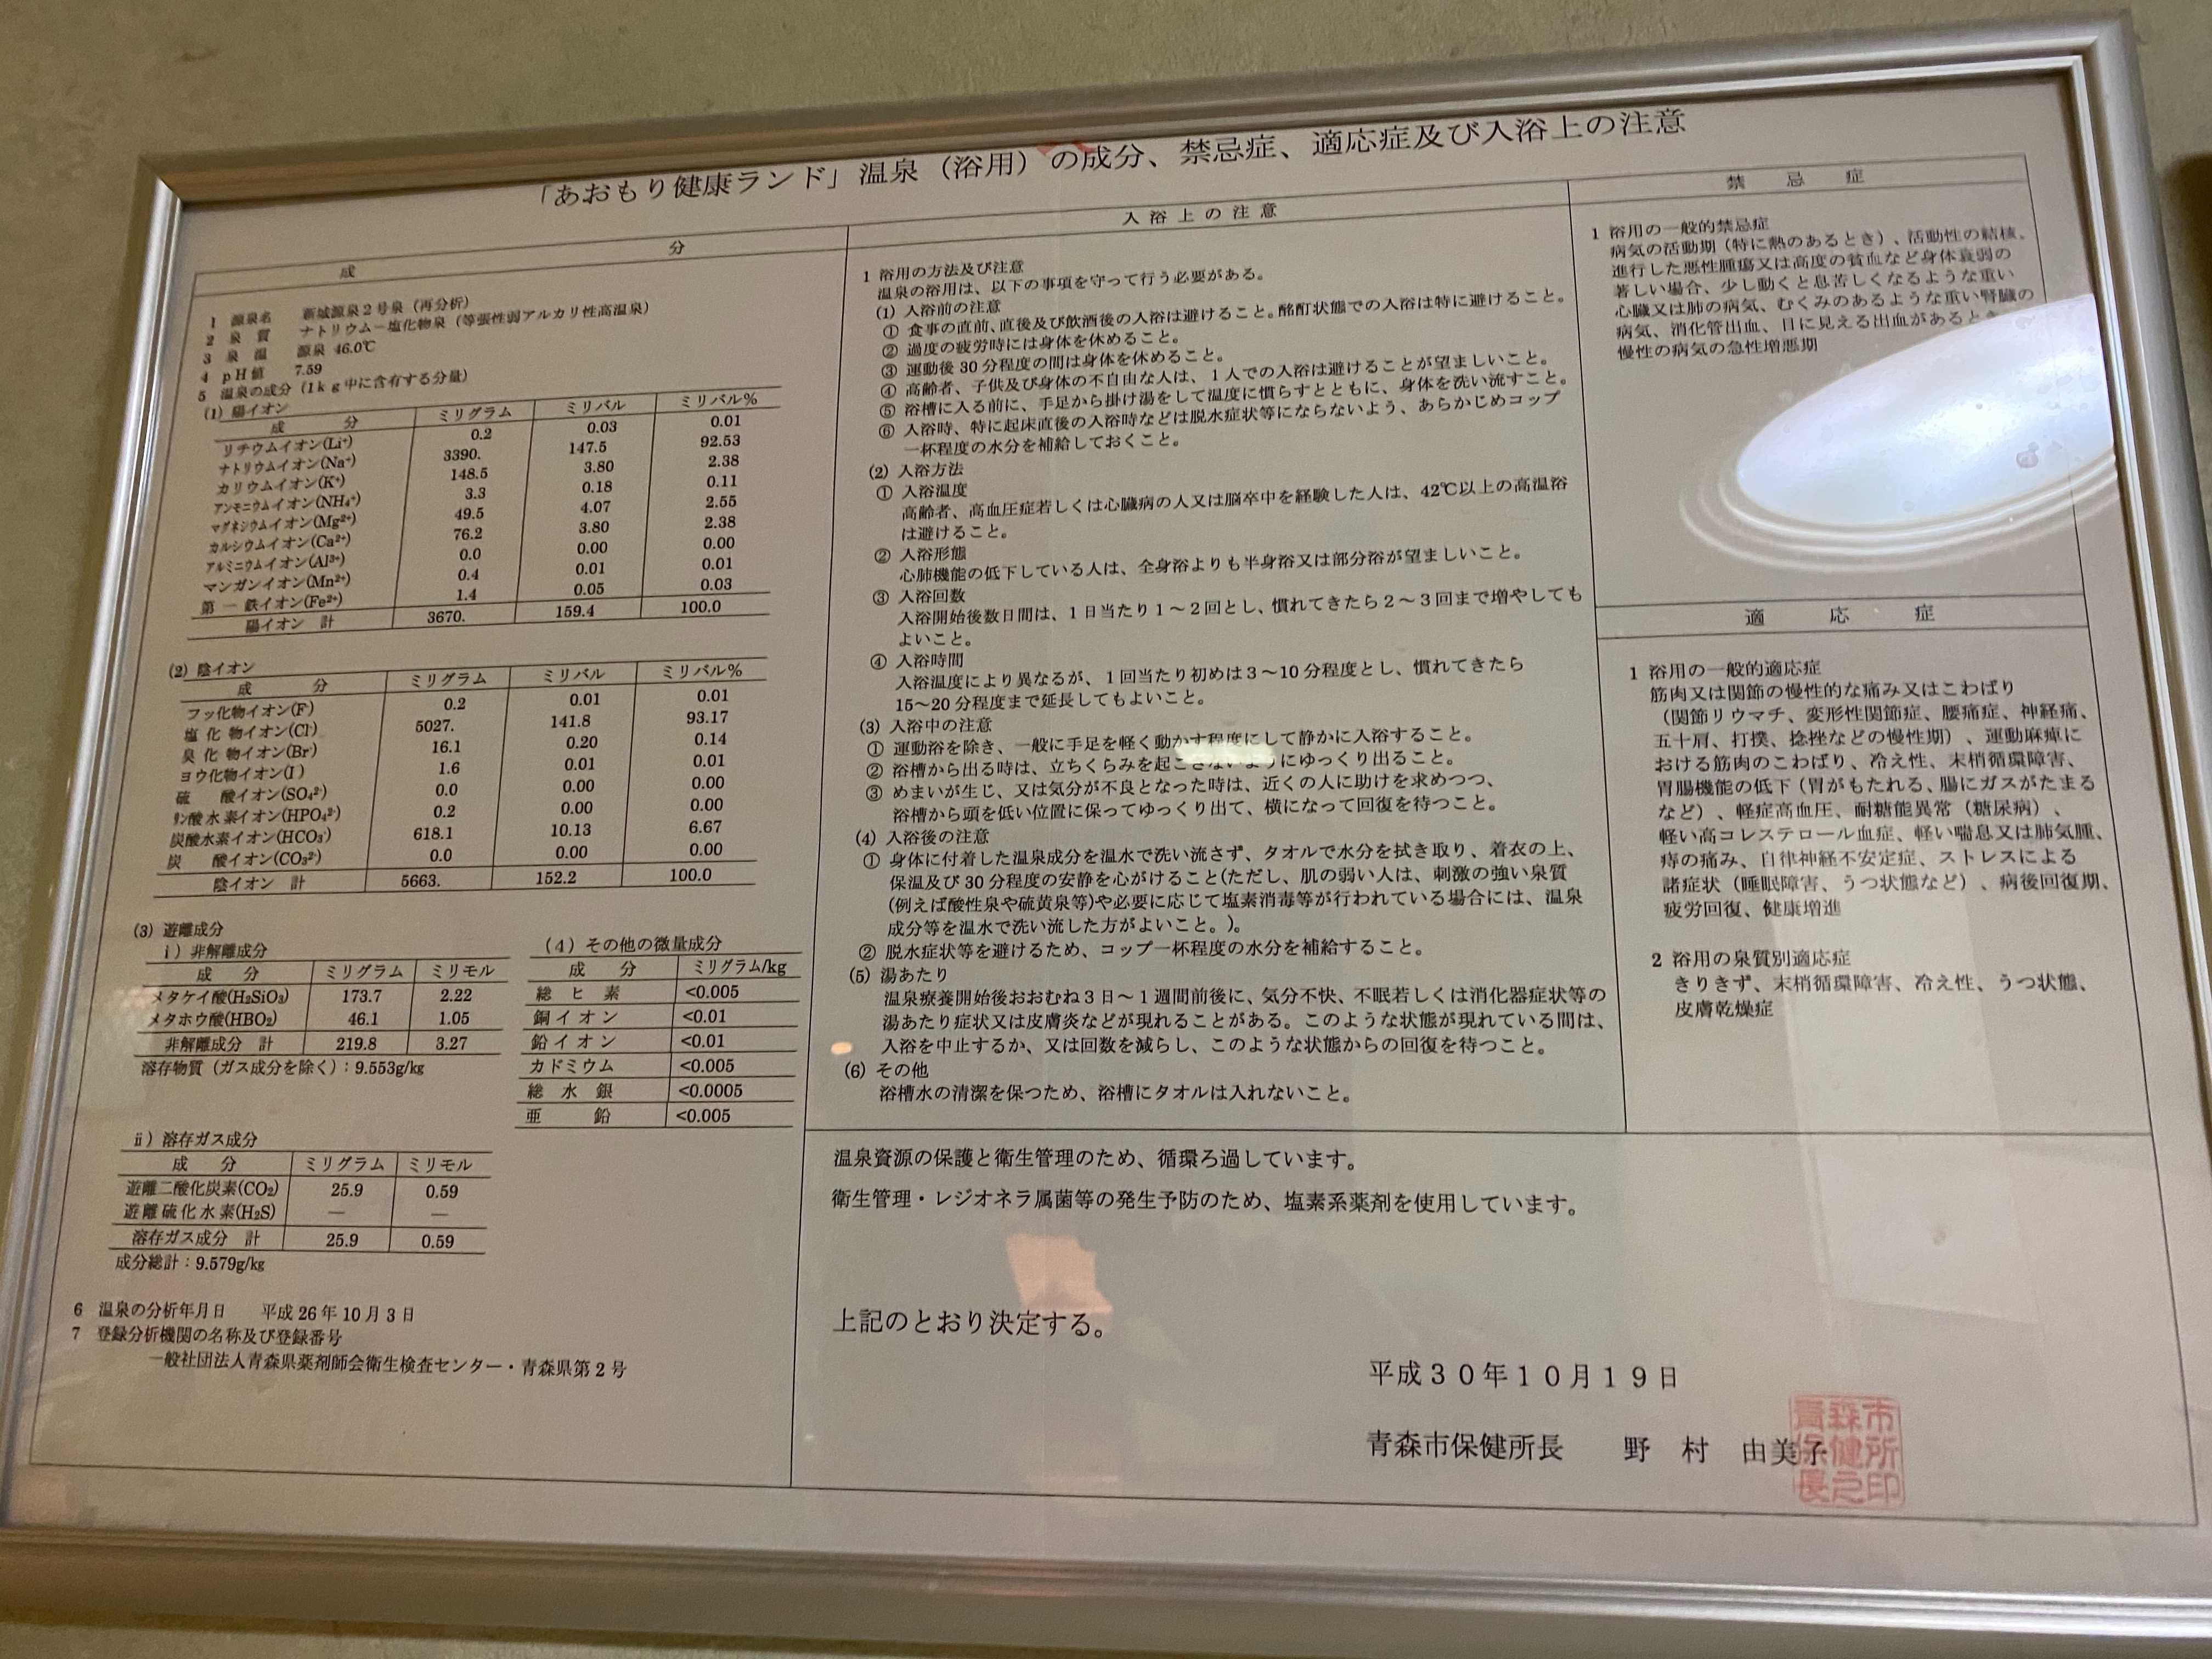 「あおもり健康ランド」温泉（浴用）の成分、禁忌症、適応症及び入浴上の注意
成　分
1 源泉名　新城源泉２号泉（再分析）
2 泉　質　ナトリウム－塩化物泉（等張性弱アルカリ性高温泉）
3 泉　温　源泉 46.0℃
4 ｐＨ値　7.59
5 温泉の成分（1ｋｇ中に含有する分量）
(1) 陽イオン
成　分 ミリグラム ミリバル ミリバル%
リチウムイオン(Li⁺) 0.2 0.03 0.01
ナトリウムイオン(Na⁺) 3390. 147.5 92.53
カリウムイオン(K⁺) 148.5 3.80 2.38
アンモニウムイオン(NH₄⁺) 3.3 0.18 0.11
マグネシウムイオン(Mg²⁺) 49.5 4.07 2.55
カルシウムイオン(Ca²⁺) 76.2 3.80 2.38
アルミニウムイオン(Al³⁺) 0.0 0.00 0.00
マンガンイオン(Mn²⁺) 0.4 0.01 0.01
第一鉄イオン(Fe²⁺) 1.4 0.05 0.03
陽イオン　計 3670. 159.4 100.0
(2) 陰イオン
成　分 ミリグラム ミリバル ミリバル%
フッ化物イオン(F⁻) 0.2 0.01 0.01
塩化物イオン(Cl⁻) 5027. 141.8 93.17
臭化物イオン(Br⁻) 16.1 0.20 0.14
ヨウ化物イオン(I⁻) 1.6 0.01 0.01
硫　酸イオン(SO₄²⁻) 0.0 0.00 0.00
リン酸水素イオン(HPO₄²⁻) 0.2 0.00 0.00
炭酸水素イオン(HCO₃⁻) 618.1 10.13 6.67
炭　酸イオン(CO₃²⁻) 0.0 0.00 0.00
陰イオン　計 5663. 152.2 100.0
(3) 遊離成分
ⅰ) 非解離成分
成　分 ミリグラム ミリモル
メタケイ酸(H₂SiO₃) 173.7 2.22
メタホウ酸(HBO₂) 46.1 1.05
非解離成分　計 219.8 3.27
溶存物質（ガス成分を除く）：9.553g/kg
（4）その他の微量成分
成　分 ミリグラム/kg
総ヒ素 <0.005
銅イオン <0.01
鉛イオン <0.01
カドミウム <0.005
総水銀 <0.0005
亜　鉛 <0.005
ⅱ) 溶存ガス成分
成　分 ミリグラム ミリモル
遊離二酸化炭素(CO₂) 25.9 0.59
遊離硫化水素(H₂S) — —
溶存ガス成分　計 25.9 0.59
成分総計：9.579g/kg
6 温泉の分析年月日　平成 26 年 10 月 3 日
7 登録分析機関の名称及び登録番号
一般社団法人青森県薬剤師会衛生検査センター・青森県第２号
入浴上の注意
1 浴用の方法及び注意
温泉の浴用は、以下の事項を守って行う必要がある。
(1) 入浴前の注意
① 食事の直前、直後及び飲酒後の入浴は避けること。酩酊状態での入浴は特に避けること。
② 過度の疲労時には身体を休めること。
③ 運動後 30 分程度の間は身体を休めること。
④ 高齢者、子供及び身体の不自由な人は、１人での入浴は避けることが望ましいこと。
⑤ 浴槽に入る前に、手足から掛け湯をして温度に慣らすとともに、身体を洗い流すこと。
⑥ 入浴時、特に起床直後の入浴時などは脱水症状等にならないよう、あらかじめコップ
一杯程度の水分を補給しておくこと。
(2) 入浴方法
① 入浴温度
高齢者、高血圧症若しくは心臓病の人又は脳卒中を経験した人は、42℃以上の高温浴
は避けること。
② 入浴形態
心肺機能の低下している人は、全身浴よりも半身浴又は部分浴が望ましいこと。
③ 入浴回数
入浴開始後数日間は、１日当たり１～２回とし、慣れてきたら２～３回まで増やしても
よいこと。
④ 入浴時間
入浴温度により異なるが、１回当たり初めは３～10 分程度とし、慣れてきたら
15～20 分程度まで延長してもよいこと。
(3) 入浴中の注意
① 運動浴を除き、一般に手足を軽く動かす程度にして静かに入浴すること。
② 浴槽から出る時は、立ちくらみを起こさないようにゆっくり出ること。
③ めまいが生じ、又は気分が不良となった時は、近くの人に助けを求めつつ、
浴槽から頭を低い位置に保ってゆっくり出て、横になって回復を待つこと。
(4) 入浴後の注意
① 身体に付着した温泉成分を温水で洗い流さず、タオルで水分を拭き取り、着衣の上、
保温及び 30 分程度の安静を心がけること(ただし、肌の弱い人は、刺激の強い泉質
(例えば酸性泉や硫黄泉等)や必要に応じて塩素消毒等が行われている場合には、温泉
成分等を温水で洗い流した方がよいこと。)。
② 脱水症状等を避けるため、コップ一杯程度の水分を補給すること。
(5) 湯あたり
温泉療養開始後おおむね３日～１週間前後に、気分不快、不眠若しくは消化器症状等の
湯あたり症状又は皮膚炎などが現れることがある。このような状態が現れている間は、
入浴を中止するか、又は回数を減らし、このような状態からの回復を待つこと。
(6) その他
浴槽水の清潔を保つため、浴槽にタオルは入れないこと。
禁忌症
1 浴用の一般的禁忌症
病気の活動期（特に熱のあるとき）、活動性の結核、
進行した悪性腫瘍又は高度の貧血など身体衰弱の
著しい場合、少し動くと息苦しくなるような重い
心臓又は肺の病気、むくみのあるような重い腎臓の
病気、消化管出血、目に見える出血があるとき
慢性の病気の急性増悪期
適応症
1 浴用の一般的適応症
筋肉又は関節の慢性的な痛み又はこわばり
（関節リウマチ、変形性関節症、腰痛症、神経痛、
五十肩、打撲、捻挫などの慢性期）、運動麻痺に
おける筋肉のこわばり、冷え性、末梢循環障害、
胃腸機能の低下（胃がもたれる、腸にガスがたまる
など）、軽症高血圧、耐糖能異常（糖尿病）、
軽い高コレステロール血症、軽い喘息又は肺気腫、
痔の痛み、自律神経不安定症、ストレスによる
諸症状（睡眠障害、うつ状態など）、病後回復期、
疲労回復、健康増進
2 浴用の泉質別適応症
きりきず、末梢循環障害、冷え性、うつ状態、
皮膚乾燥症
温泉資源の保護と衛生管理のため、循環ろ過しています。
衛生管理・レジオネラ属菌等の発生予防のため、塩素系薬剤を使用しています。
上記のとおり決定する。
平成３０年１０月１９日
青森市保健所長　野村　由美子
青森市
保健所
長之印